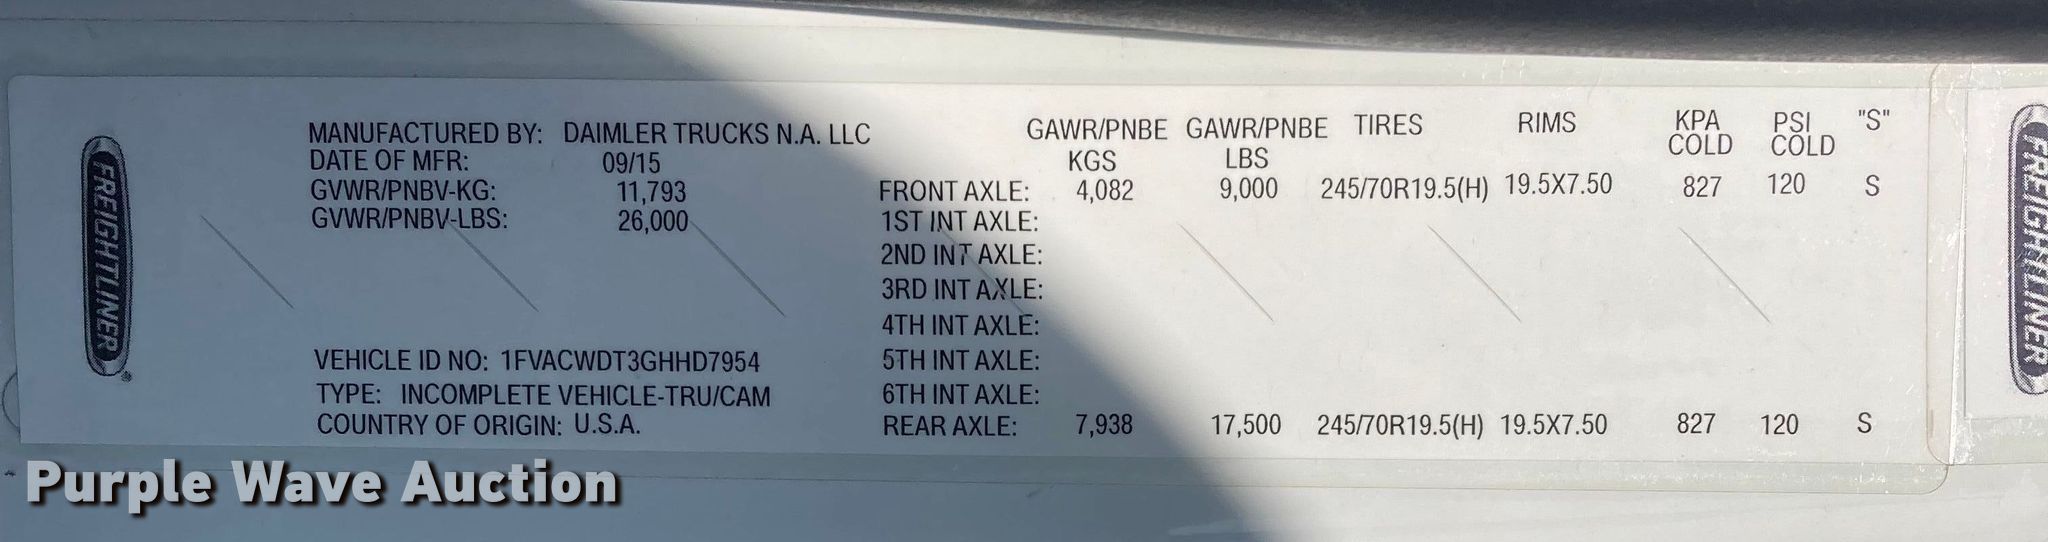 FREIGHTLINER
MANUFACTURED BY: DAIMLER TRUCKS N.A. LLC
DATE OF MFR: 09/15
GVWR/PNBV-KG: 11,793
GVWR/PNBV-LBS: 26,000
VEHICLE ID NO: 1FVACWDT3GHHD7954
TYPE: INCOMPLETE VEHICLE-TRU/CAM
COUNTRY OF ORIGIN: U.S.A.
GAWR/PNBE GAWR/PNBE TIRES RIMS KPA PSI "S"
KGS LBS COLD COLD
FRONT AXLE: 4,082 9,000 245/70R19.5(H) 19.5X7.50 827 120 S
1ST INT AXLE:
2ND INT AXLE:
3RD INT AXLE:
4TH INT AXLE:
5TH INT AXLE:
6TH INT AXLE:
REAR AXLE: 7,938 17,500 245/70R19.5(H) 19.5X7.50 827 120 S
FREIGHTLINER
Purple Wave Auction